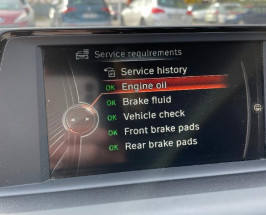 Service requirements
Service history
OK Engine oil
OK Brake fluid
OK Vehicle check
OK Front brake pads
OK Rear brake pads